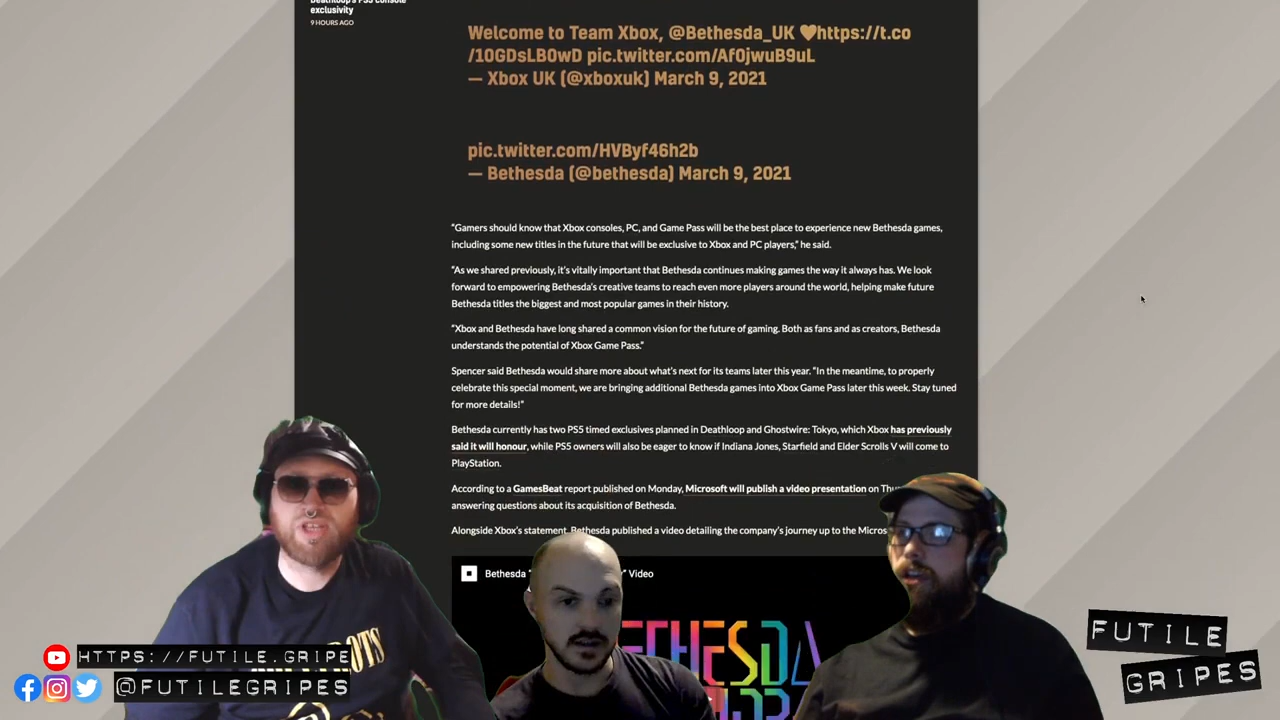 exclusivity
9 HOURS AGO
Welcome to Team Xbox, @Bethesda_UK ♥https://t.co
/10GDsLB0wD pic.twitter.com/Af0jwuB9uL
— Xbox UK (@xboxuk) March 9, 2021
pic.twitter.com/HVByf46h2b
— Bethesda (@bethesda) March 9, 2021
“Gamers should know that Xbox consoles, PC, and Game Pass will be the best place to experience new Bethesda games,
including some new titles in the future that will be exclusive to Xbox and PC players,” he said.
“As we shared previously, it’s vitally important that Bethesda continues making games the way it always has. We look
forward to empowering Bethesda’s creative teams to reach even more players around the world, helping make future
Bethesda titles the biggest and most popular games in their history.
“Xbox and Bethesda have long shared a common vision for the future of gaming. Both as fans and as creators, Bethesda
understands the potential of Xbox Game Pass.”
Spencer said Bethesda would share more about what’s next for its teams later this year. “In the meantime, to properly
celebrate this special moment, we are bringing additional Bethesda games into Xbox Game Pass later this week. Stay tuned
for more details!”
Bethesda currently has two PS5 timed exclusives planned in Deathloop and Ghostwire: Tokyo, which Xbox has previously
said it will honour, while PS5 owners will also be eager to know if Indiana Jones, Starfield and Elder Scrolls V will come to
PlayStation.
According to a GamesBeat report published on Monday, Microsoft will publish a video presentation on
answering questions about its acquisition of Bethesda.
Alongside Xbox’s statement, Bethesda published a video detailing the company’s journey up to the
Bethesda Video
HTTPS://FUTILE.GRIPE
@FUTILEGRIPES
FUTILE
GRIPES